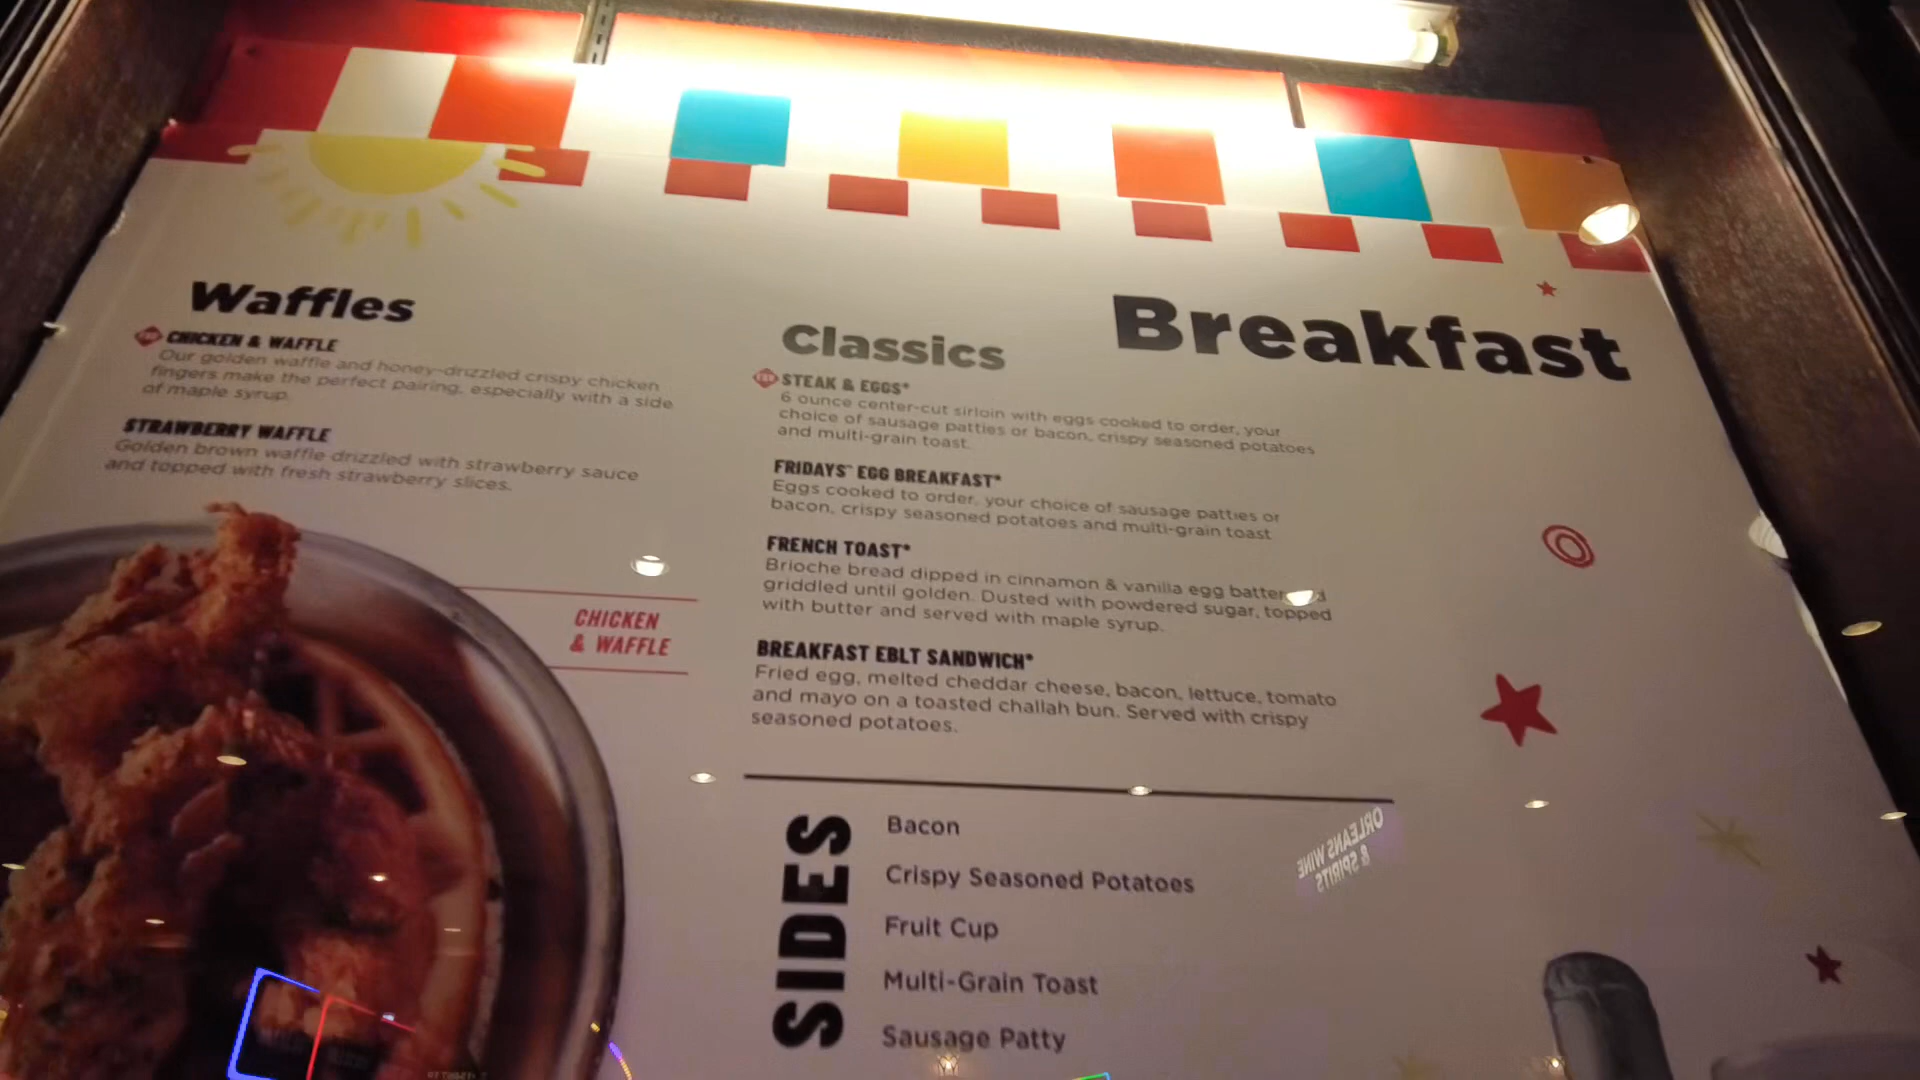 Breakfast
Waffles
CHICKEN & WAFFLE
Our golden waffle and honey-drizzled crispy chicken
fingers make the perfect pairing, especially with a side
of maple syrup.
STRAWBERRY WAFFLE
Golden brown waffle drizzled with strawberry sauce
and topped with fresh strawberry slices.
CHICKEN
& WAFFLE
Classics
STEAK & EGGS*
6 ounce center-cut sirloin with eggs cooked to order, your
choice of sausage patties or bacon, crispy seasoned potatoes
and multi-grain toast.
FRIDAYS™ EGG BREAKFAST*
Eggs cooked to order, your choice of sausage patties or
bacon, crispy seasoned potatoes and multi-grain toast
FRENCH TOAST*
Brioche bread dipped in cinnamon & vanilla egg batter
griddled until golden. Dusted with powdered sugar, topped
with butter and served with maple syrup.
BREAKFAST EBLT SANDWICH*
Fried egg, melted cheddar cheese, bacon, lettuce, tomato
and mayo on a toasted challah bun. Served with crispy
seasoned potatoes.
SIDES
Bacon
Crispy Seasoned Potatoes
Fruit Cup
Multi-Grain Toast
Sausage Patty
ORLEANS WINE
& SPIRITS